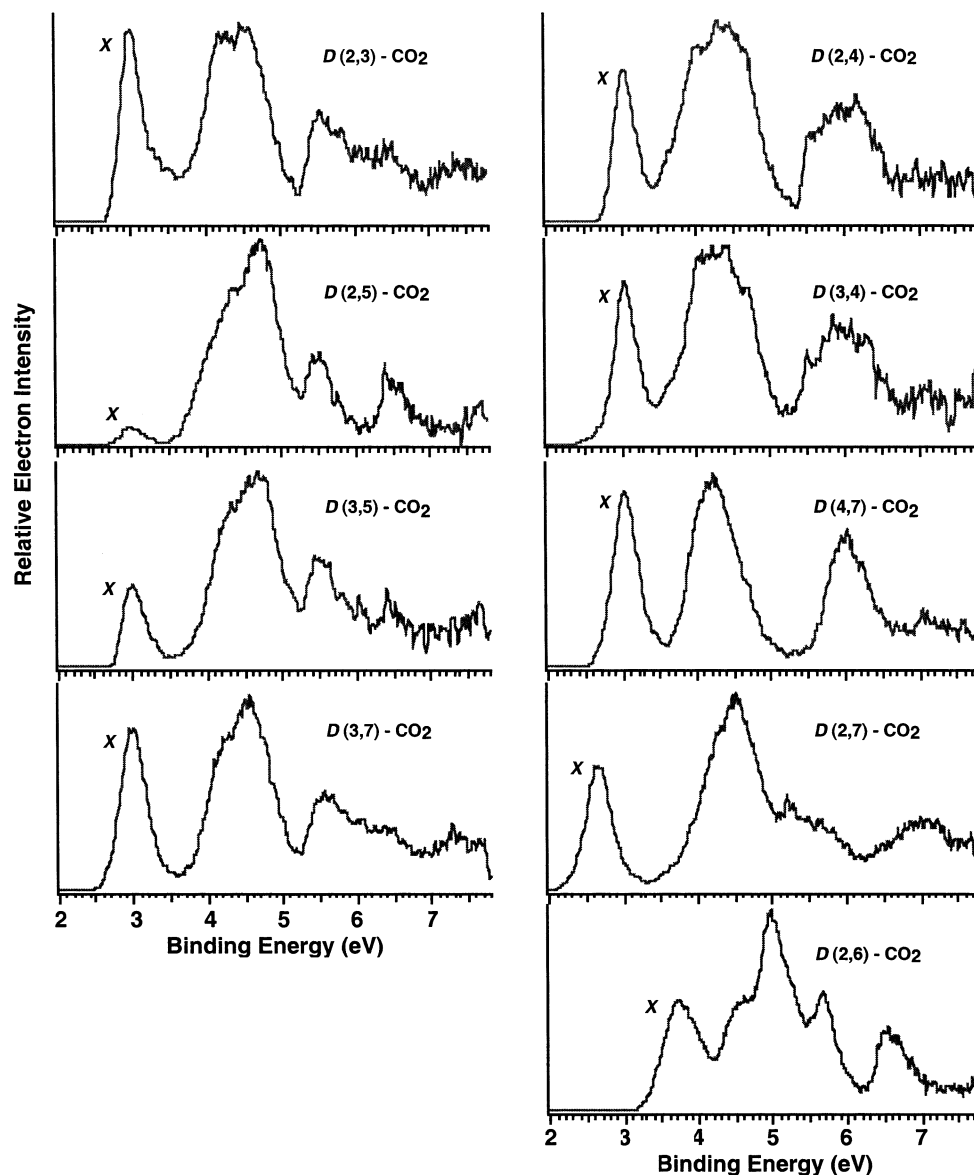 Relative Electron Intensity
X
D (2,3) - CO2
X
D (2,5) - CO2
X
D (3,5) - CO2
X
D (3,7) - CO2
2 3 4 5 6 7
Binding Energy (eV)
X
D (2,4) - CO2
X
D (3,4) - CO2
X
D (4,7) - CO2
X
D (2,7) - CO2
X
D (2,6) - CO2
2 3 4 5 6 7
Binding Energy (eV)